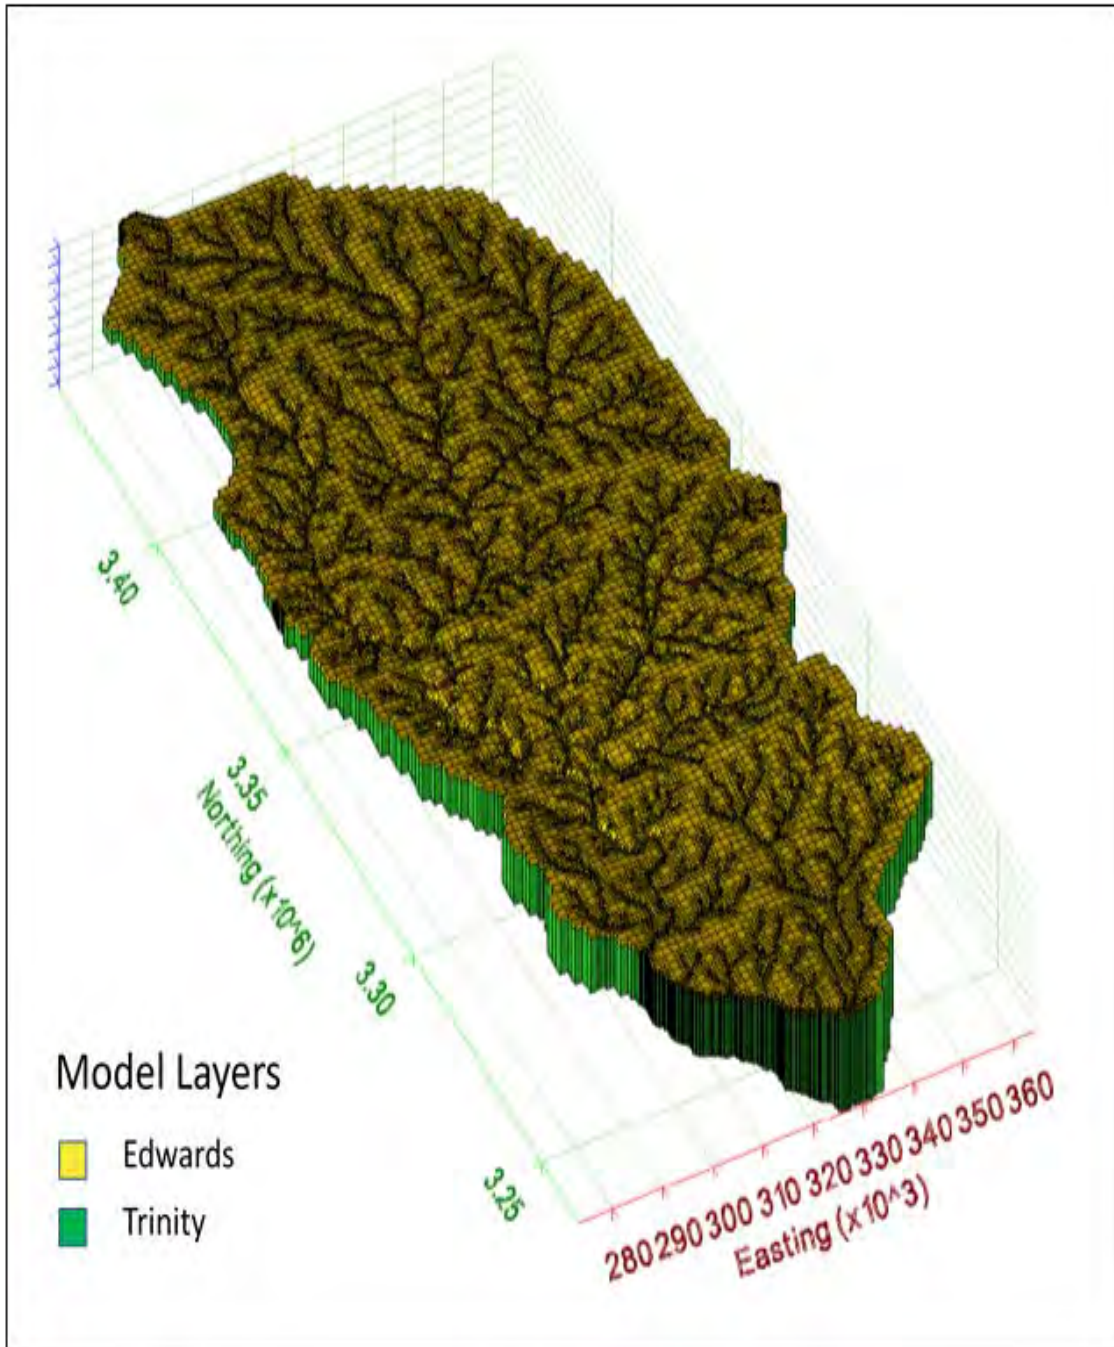 3.40
3.35
Northing (x10^6)
3.30
3.25
280 290 300 310 320 330 340 350 360
Easting (x10^3)
Model Layers
Edwards
Trinity